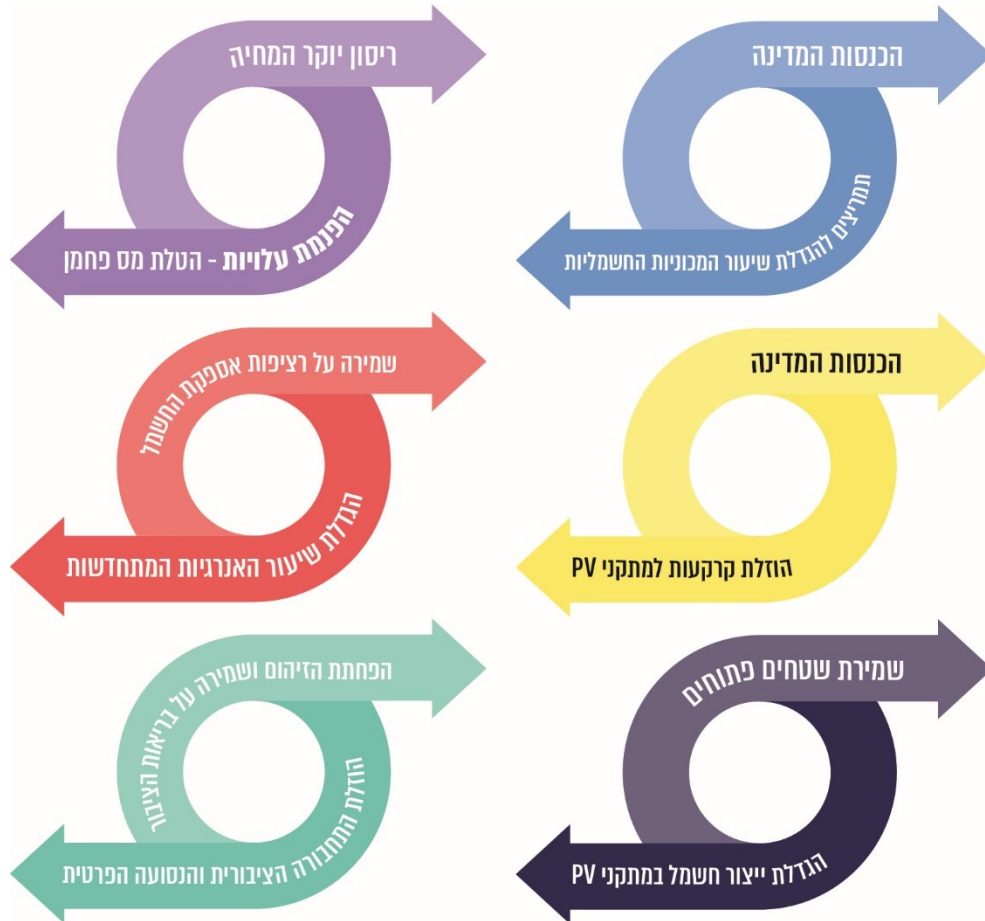 הכנסות המדינה
תמריצים להגדלת שיעור המכוניות החשמליות
ריסון יוקר המחיה
הפנמת עלויות - הטלת מס פחמן
הכנסות המדינה
הוזלת קרקעות למתקני PV
שמירה על רציפות אספקת החשמל
הגדלת שיעור האנרגיות המתחדשות
שמירת שטחים פתוחים
הגדלת ייצור חשמל במתקני PV
הפחתת הזיהום ושמירה על בריאות הציבור
הוזלת התחבורה הציבורית והנסועה הפרטית